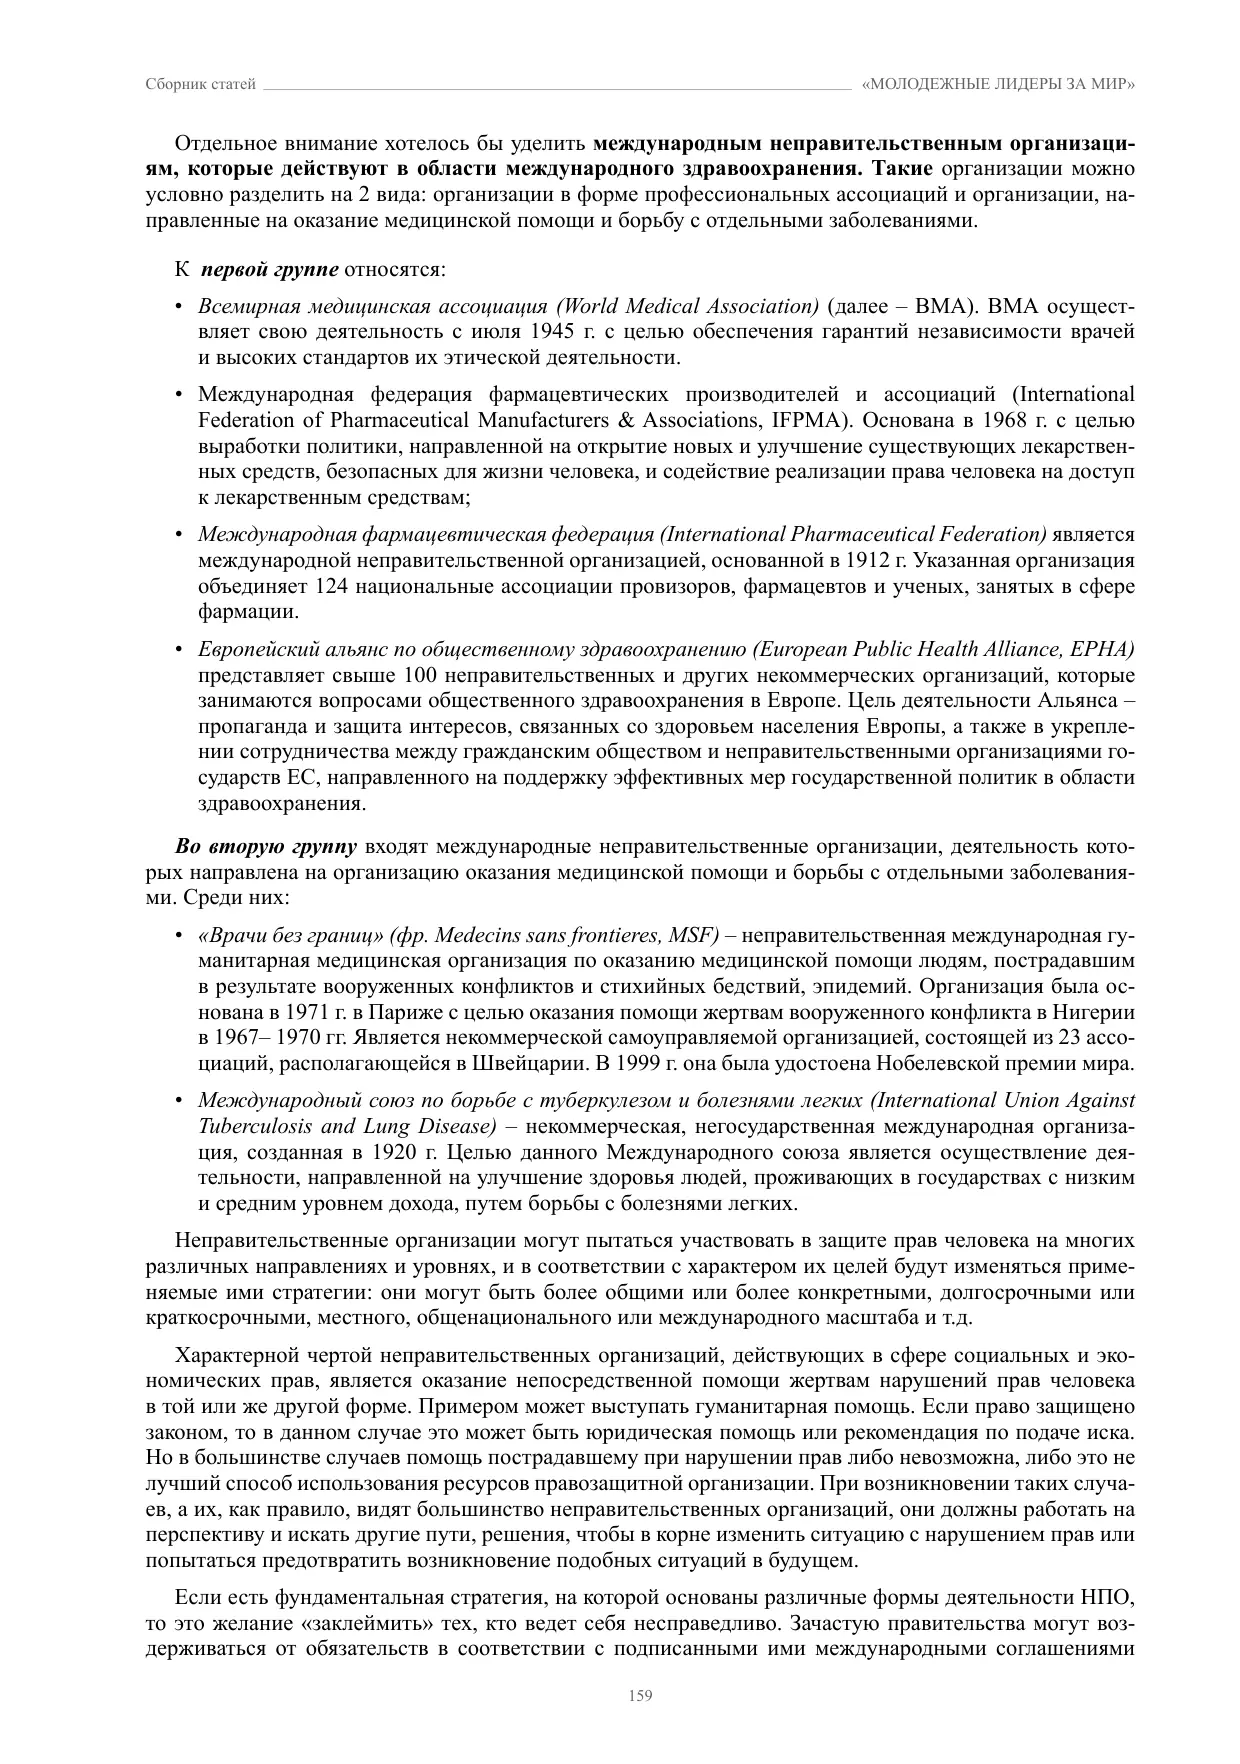 Сборник статей «МОЛОДЕЖНЫЕ ЛИДЕРЫ ЗА МИР»
Отдельное внимание хотелось бы уделить международным неправительственным организаци-
ям, которые действуют в области международного здравоохранения. Такие организации можно
условно разделить на 2 вида: организации в форме профессиональных ассоциаций и организации, на-
правленные на оказание медицинской помощи и борьбу с отдельными заболеваниями.
К первой группе относятся:
• Всемирная медицинская ассоциация (World Medical Association) (далее – ВМА). ВМА осущест-
вляет свою деятельность с июля 1945 г. с целью обеспечения гарантий независимости врачей
и высоких стандартов их этической деятельности.
• Международная федерация фармацевтических производителей и ассоциаций (International
Federation of Pharmaceutical Manufacturers & Associations, IFPMA). Основана в 1968 г. с целью
выработки политики, направленной на открытие новых и улучшение существующих лекарствен-
ных средств, безопасных для жизни человека, и содействие реализации права человека на доступ
к лекарственным средствам;
• Международная фармацевтическая федерация (International Pharmaceutical Federation) является
международной неправительственной организацией, основанной в 1912 г. Указанная организация
объединяет 124 национальные ассоциации провизоров, фармацевтов и ученых, занятых в сфере
фармации.
• Европейский альянс по общественному здравоохранению (European Public Health Alliance, EPHA)
представляет свыше 100 неправительственных и других некоммерческих организаций, которые
занимаются вопросами общественного здравоохранения в Европе. Цель деятельности Альянса –
пропаганда и защита интересов, связанных со здоровьем населения Европы, а также в укрепле-
нии сотрудничества между гражданским обществом и неправительственными организациями го-
сударств ЕС, направленного на поддержку эффективных мер государственной политик в области
здравоохранения.
Во вторую группу входят международные неправительственные организации, деятельность кото-
рых направлена на организацию оказания медицинской помощи и борьбы с отдельными заболевания-
ми. Среди них:
• «Врачи без границ» (фр. Medecins sans frontieres, MSF) – неправительственная международная гу-
манитарная медицинская организация по оказанию медицинской помощи людям, пострадавшим
в результате вооруженных конфликтов и стихийных бедствий, эпидемий. Организация была ос-
нована в 1971 г. в Париже с целью оказания помощи жертвам вооруженного конфликта в Нигерии
в 1967– 1970 гг. Является некоммерческой самоуправляемой организацией, состоящей из 23 ассо-
циаций, располагающейся в Швейцарии. В 1999 г. она была удостоена Нобелевской премии мира.
• Международный союз по борьбе с туберкулезом и болезнями легких (International Union Against
Tuberculosis and Lung Disease) – некоммерческая, негосударственная международная организа-
ция, созданная в 1920 г. Целью данного Международного союза является осуществление дея-
тельности, направленной на улучшение здоровья людей, проживающих в государствах с низким
и средним уровнем дохода, путем борьбы с болезнями легких.
Неправительственные организации могут пытаться участвовать в защите прав человека на многих
различных направлениях и уровнях, и в соответствии с характером их целей будут изменяться приме-
няемые ими стратегии: они могут быть более общими или более конкретными, долгосрочными или
краткосрочными, местного, общенационального или международного масштаба и т.д.
Характерной чертой неправительственных организаций, действующих в сфере социальных и эко-
номических прав, является оказание непосредственной помощи жертвам нарушений прав человека
в той или же другой форме. Примером может выступать гуманитарная помощь. Если право защищено
законом, то в данном случае это может быть юридическая помощь или рекомендация по подаче иска.
Но в большинстве случаев помощь пострадавшему при нарушении прав либо невозможна, либо это не
лучший способ использования ресурсов правозащитной организации. При возникновении таких случа-
ев, а их, как правило, видят большинство неправительственных организаций, они должны работать на
перспективу и искать другие пути, решения, чтобы в корне изменить ситуацию с нарушением прав или
попытаться предотвратить возникновение подобных ситуаций в будущем.
Если есть фундаментальная стратегия, на которой основаны различные формы деятельности НПО,
то это желание «заклеймить» тех, кто ведет себя несправедливо. Зачастую правительства могут воз-
держиваться от обязательств в соответствии с подписанными ими международными соглашениями
159